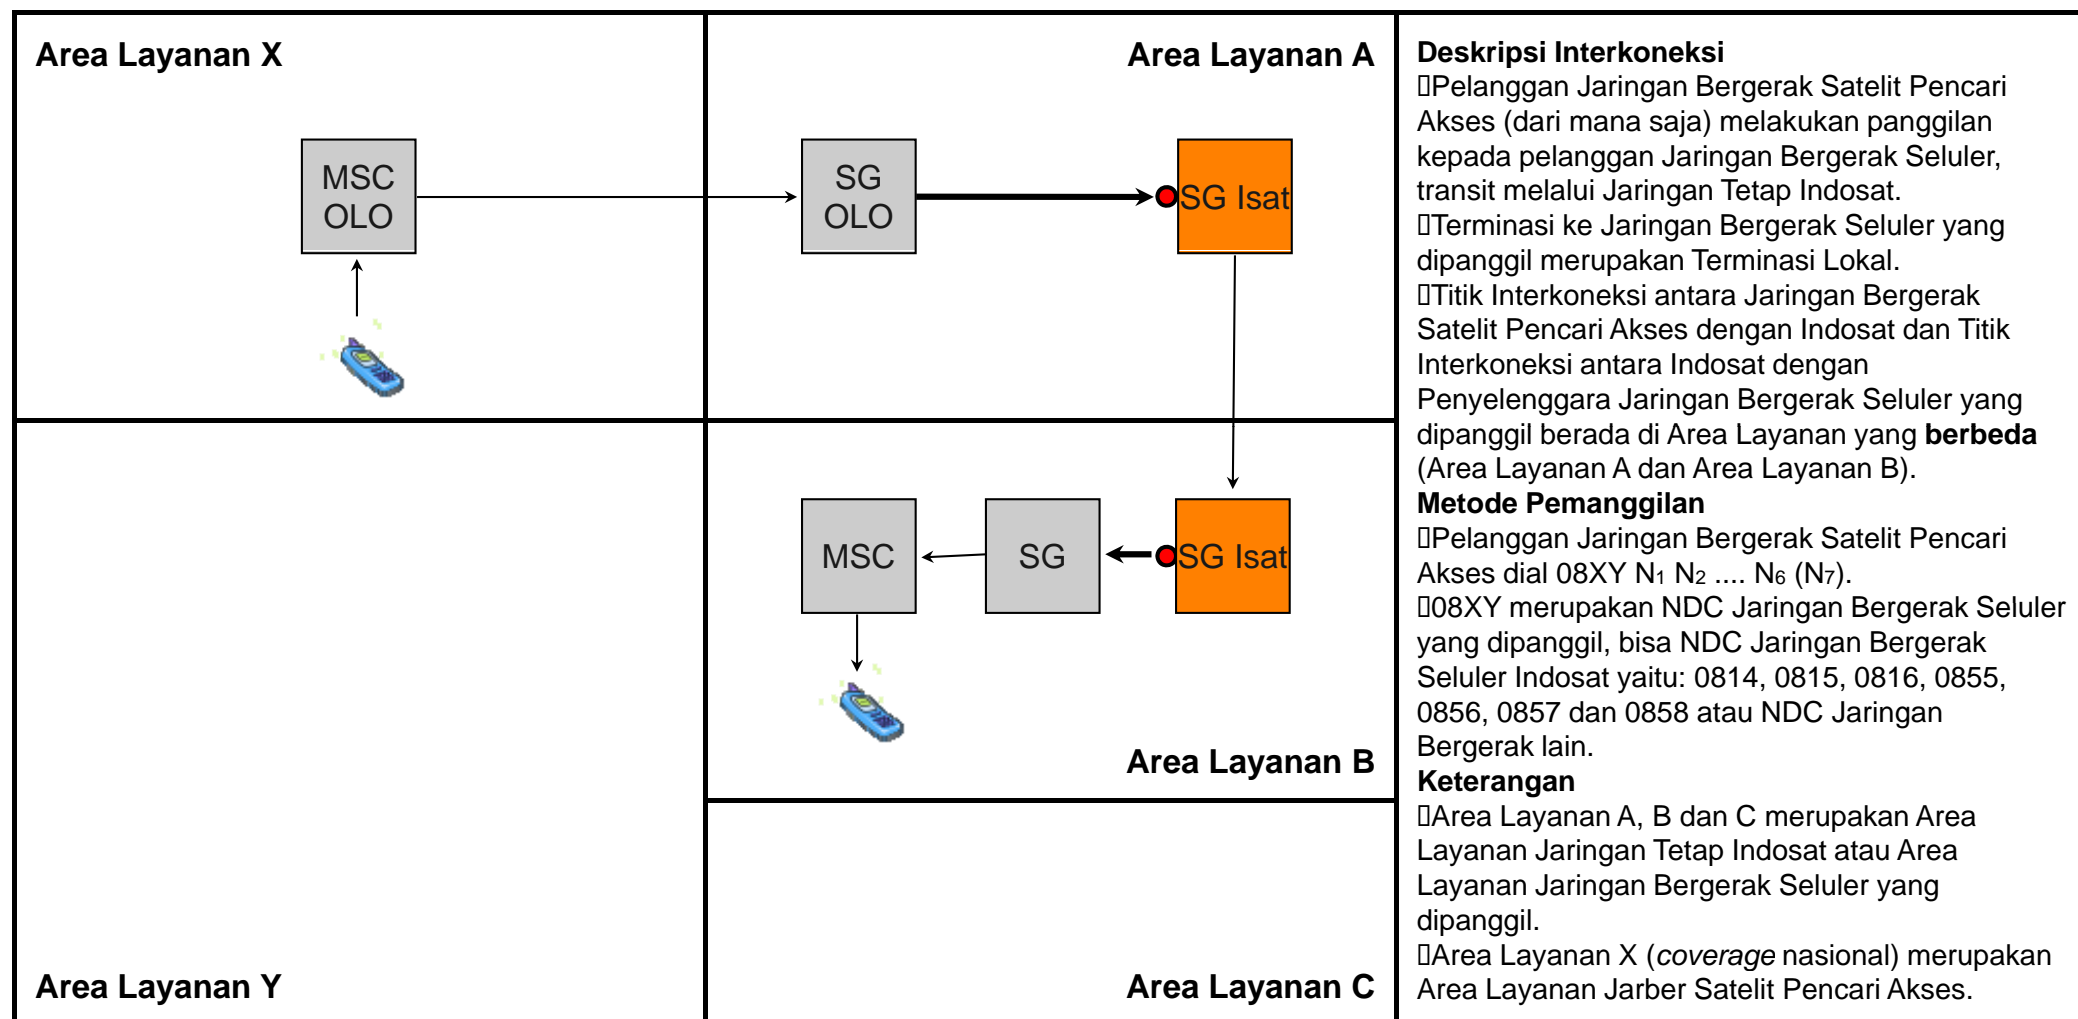 Area Layanan X
Area Layanan A
MSC
OLO
SG
OLO
SG Isat
MSC
SG
SG Isat
Area Layanan B
Area Layanan Y
Area Layanan C
Deskripsi Interkoneksi
Pelanggan Jaringan Bergerak Satelit Pencari
Akses (dari mana saja) melakukan panggilan
kepada pelanggan Jaringan Bergerak Seluler,
transit melalui Jaringan Tetap Indosat.
Terminasi ke Jaringan Bergerak Seluler yang
dipanggil merupakan Terminasi Lokal.
Titik Interkoneksi antara Jaringan Bergerak
Satelit Pencari Akses dengan Indosat dan Titik
Interkoneksi antara Indosat dengan
Penyelenggara Jaringan Bergerak Seluler yang
dipanggil berada di Area Layanan yang berbeda
(Area Layanan A dan Area Layanan B).
Metode Pemanggilan
Pelanggan Jaringan Bergerak Satelit Pencari
Akses dial 08XY N₁ N₂ .... N₆ (N₇).
08XY merupakan NDC Jaringan Bergerak Seluler
yang dipanggil, bisa NDC Jaringan Bergerak
Seluler Indosat yaitu: 0814, 0815, 0816, 0855,
0856, 0857 dan 0858 atau NDC Jaringan
Bergerak lain.
Keterangan
Area Layanan A, B dan C merupakan Area
Layanan Jaringan Tetap Indosat atau Area
Layanan Jaringan Bergerak Seluler yang
dipanggil.
Area Layanan X (coverage nasional) merupakan
Area Layanan Jarber Satelit Pencari Akses.